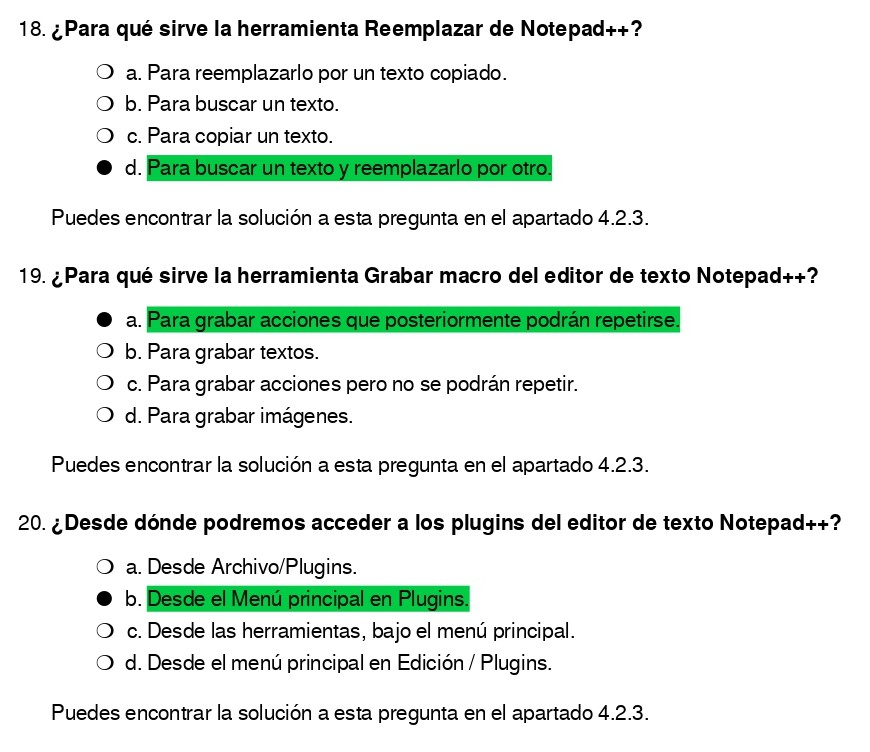 18. ¿Para qué sirve la herramienta Reemplazar de Notepad++?
a. Para reemplazarlo por un texto copiado.
b. Para buscar un texto.
c. Para copiar un texto.
d. Para buscar un texto y reemplazarlo por otro.
Puedes encontrar la solución a esta pregunta en el apartado 4.2.3.
19. ¿Para qué sirve la herramienta Grabar macro del editor de texto Notepad++?
a. Para grabar acciones que posteriormente podrán repetirse.
b. Para grabar textos.
c. Para grabar acciones pero no se podrán repetir.
d. Para grabar imágenes.
Puedes encontrar la solución a esta pregunta en el apartado 4.2.3.
20. ¿Desde dónde podremos acceder a los plugins del editor de texto Notepad++?
a. Desde Archivo/Plugins.
b. Desde el Menú principal en Plugins.
c. Desde las herramientas, bajo el menú principal.
d. Desde el menú principal en Edición / Plugins.
Puedes encontrar la solución a esta pregunta en el apartado 4.2.3.